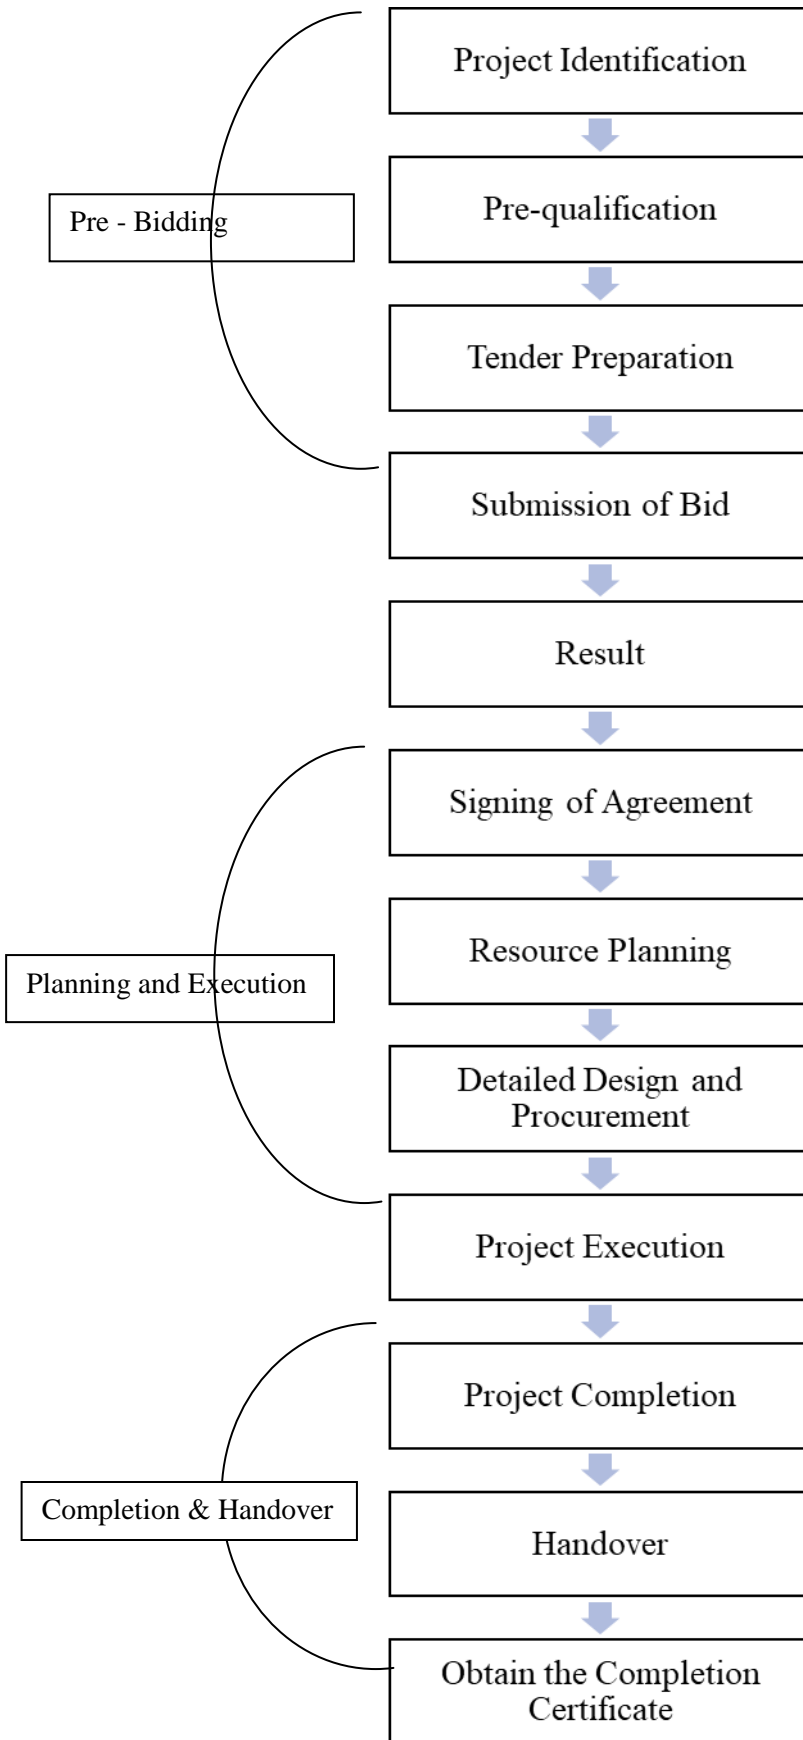 Project Identification
Pre-qualification
Pre - Bidding
Tender Preparation
Submission of Bid
Result
Signing of Agreement
Resource Planning
Planning and Execution
Detailed Design and
Procurement
Project Execution
Project Completion
Completion & Handover
Handover
Obtain the Completion
Certificate